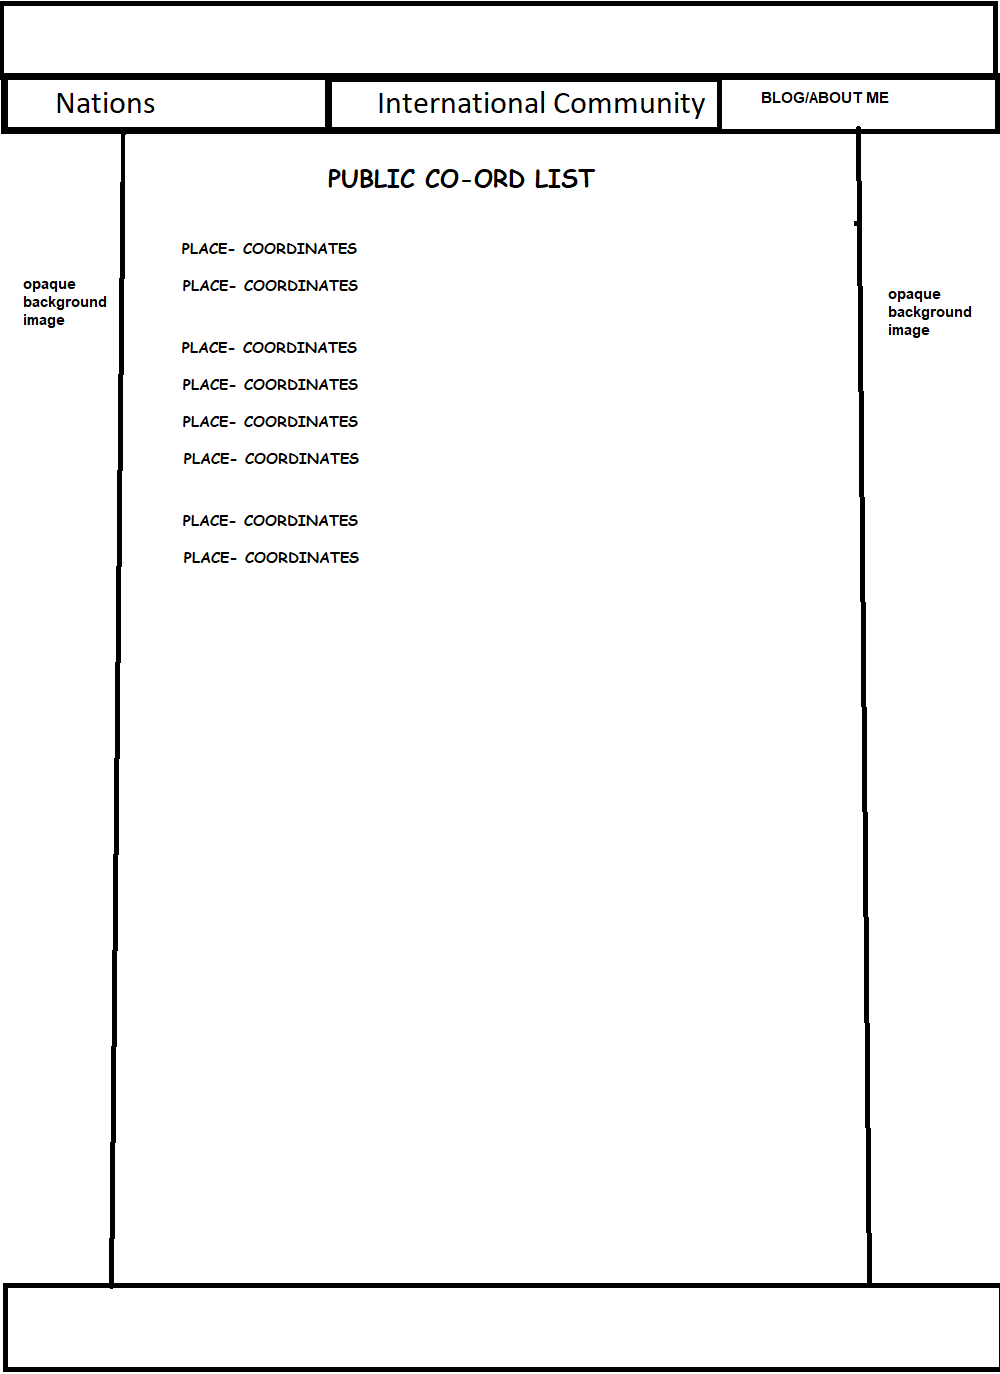 Nations
International Community
BLOG/ABOUT ME
PUBLIC CO-ORD LIST
PLACE- COORDINATES
PLACE- COORDINATES
opaque
background
image
opaque
background
image
PLACE- COORDINATES
PLACE- COORDINATES
PLACE- COORDINATES
PLACE- COORDINATES
PLACE- COORDINATES
PLACE- COORDINATES